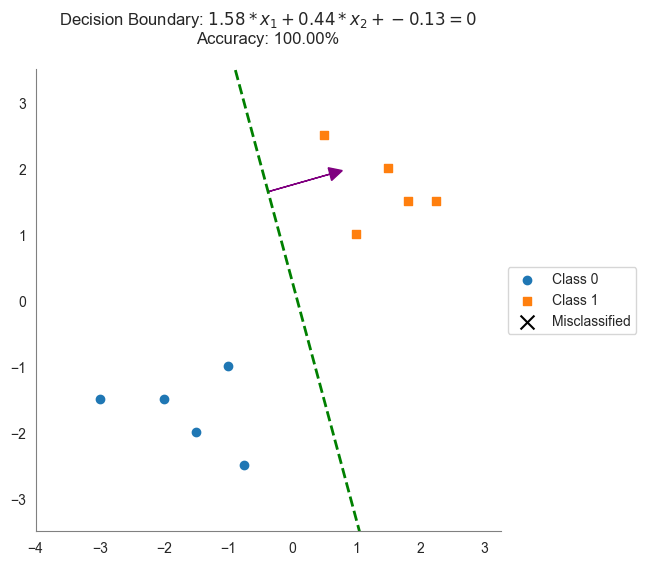 Decision Boundary: 1.58 * x₁ + 0.44 * x₂ + −0.13 = 0
Accuracy: 100.00%
3
2
1
0
−1
−2
−3
−4 −3 −2 −1 0 1 2 3
Class 0
Class 1
Misclassified